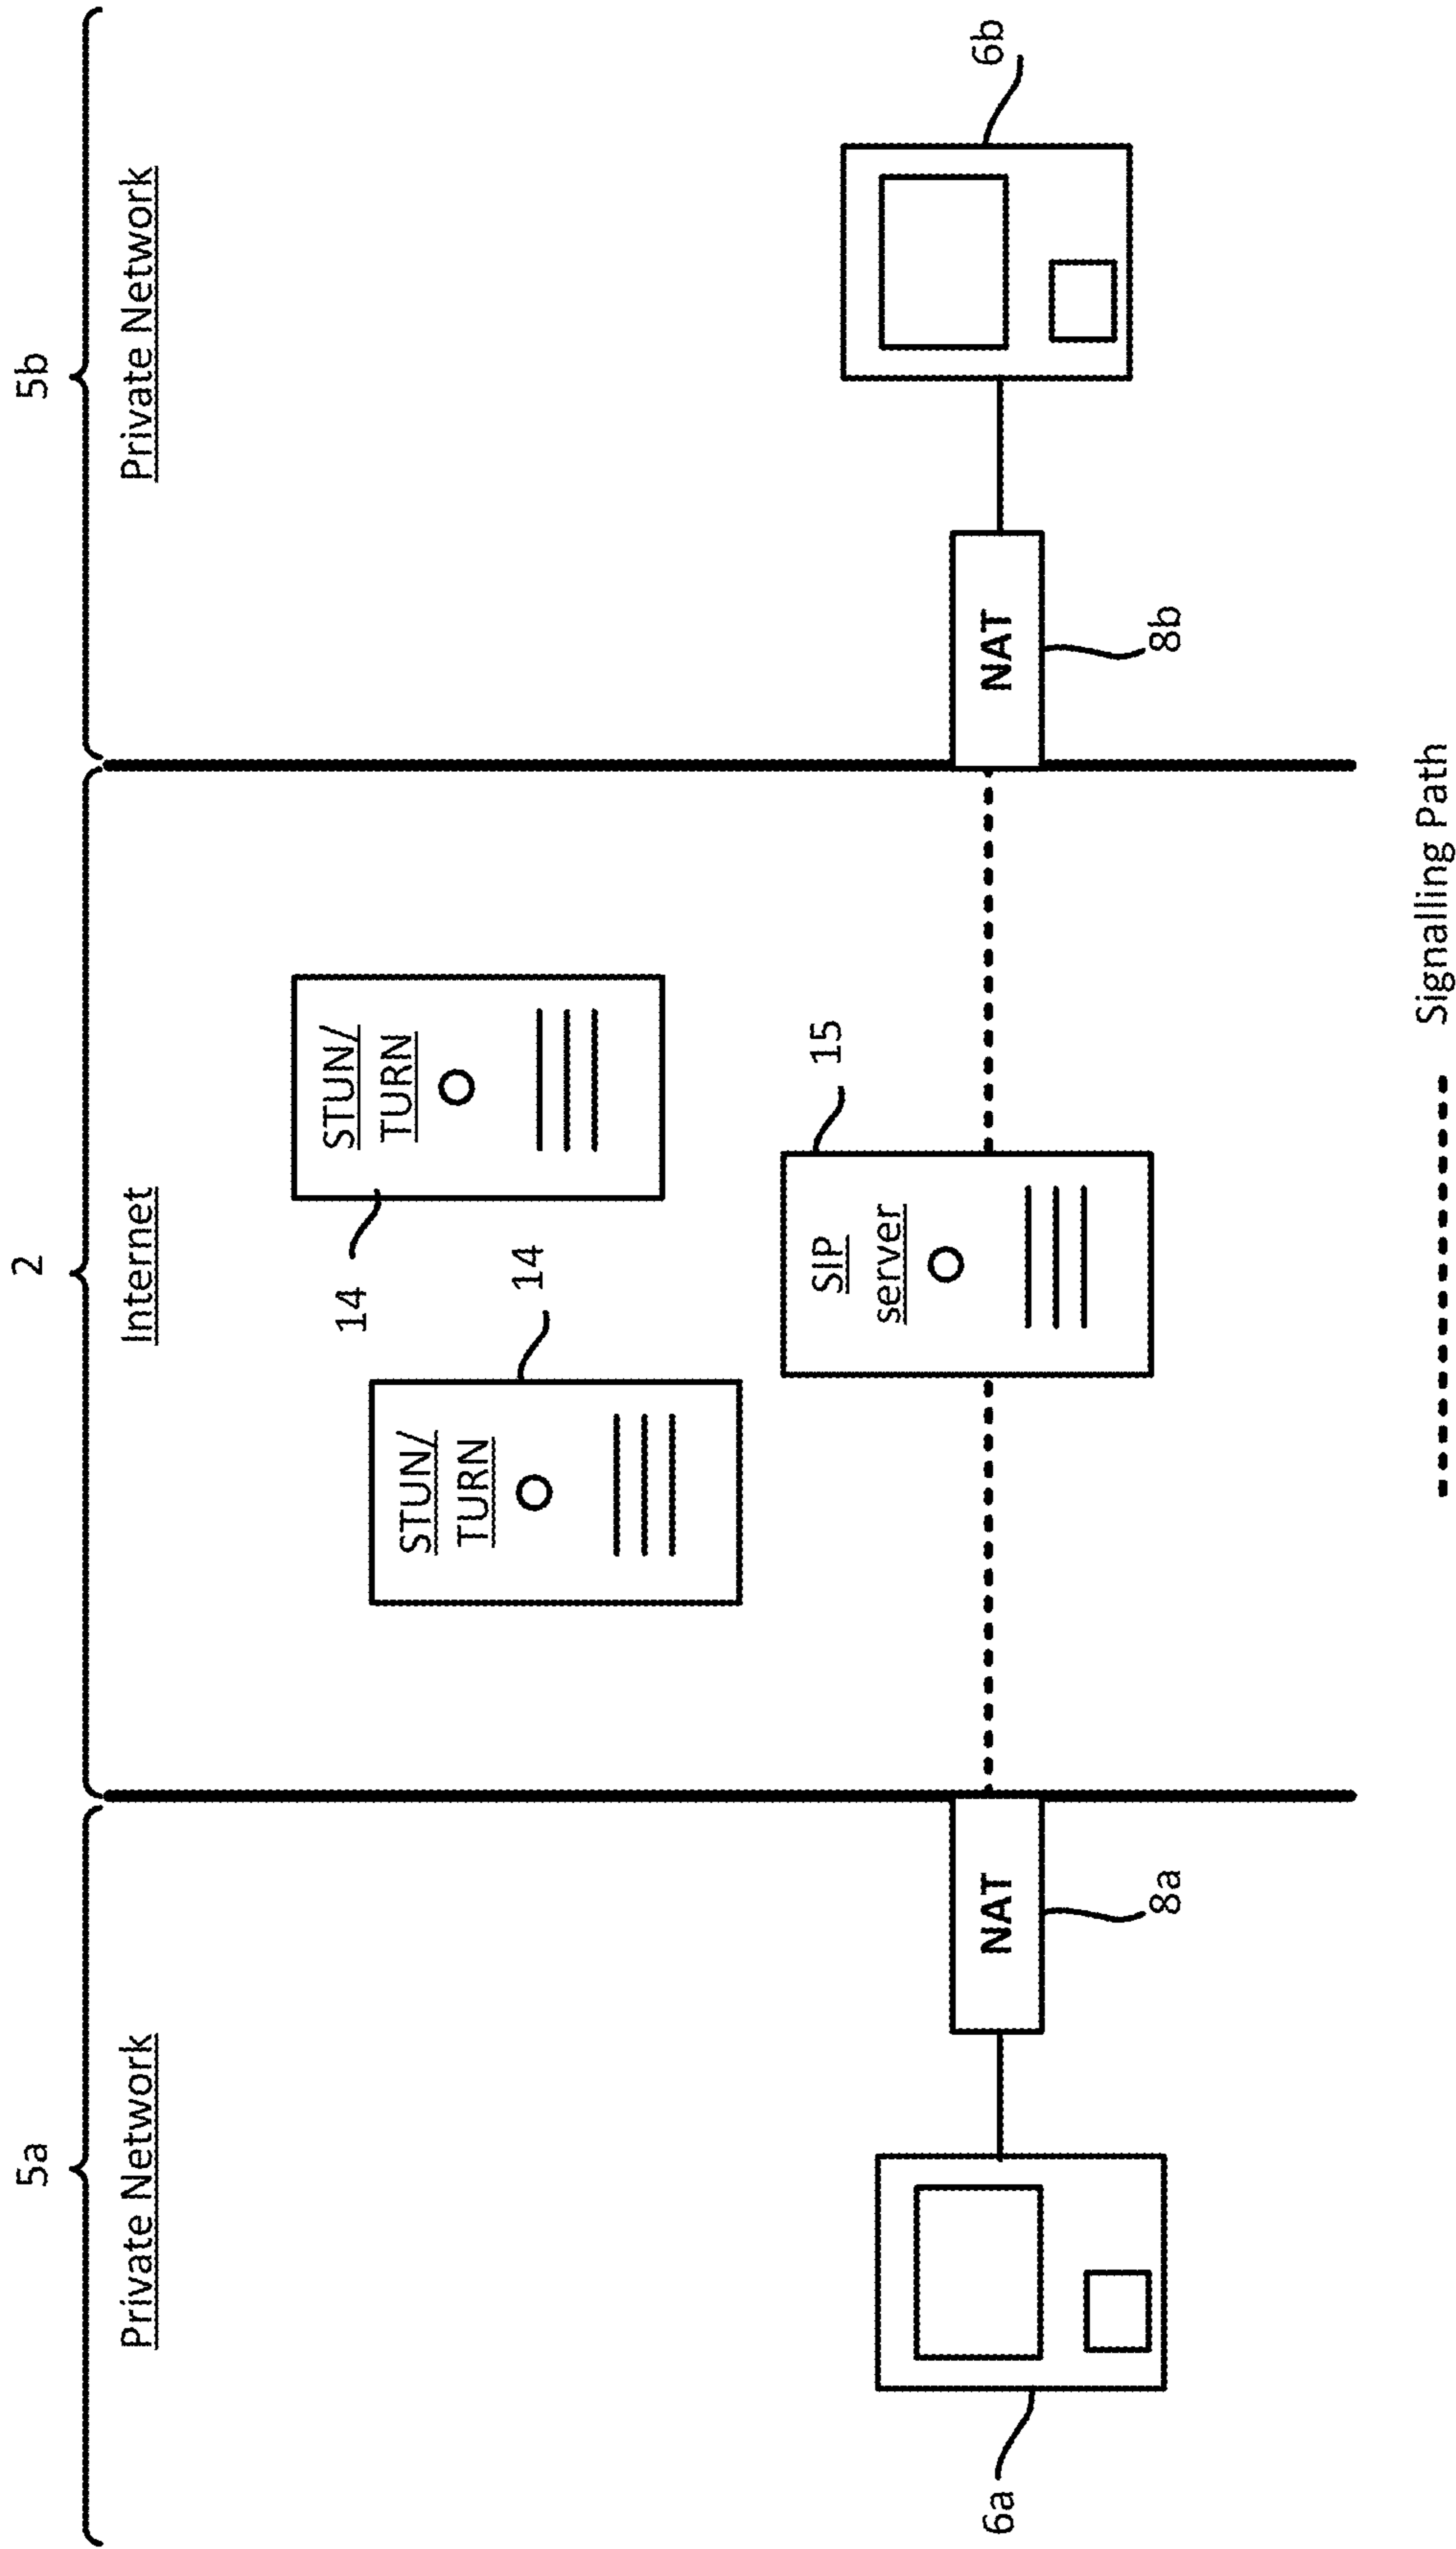 5a
2
5b
Private Network
Internet
Private Network
STUN/
TURN
14
STUN/
TURN
14
SIP
server
15
NAT
8a
NAT
8b
6a
6b
Signalling Path